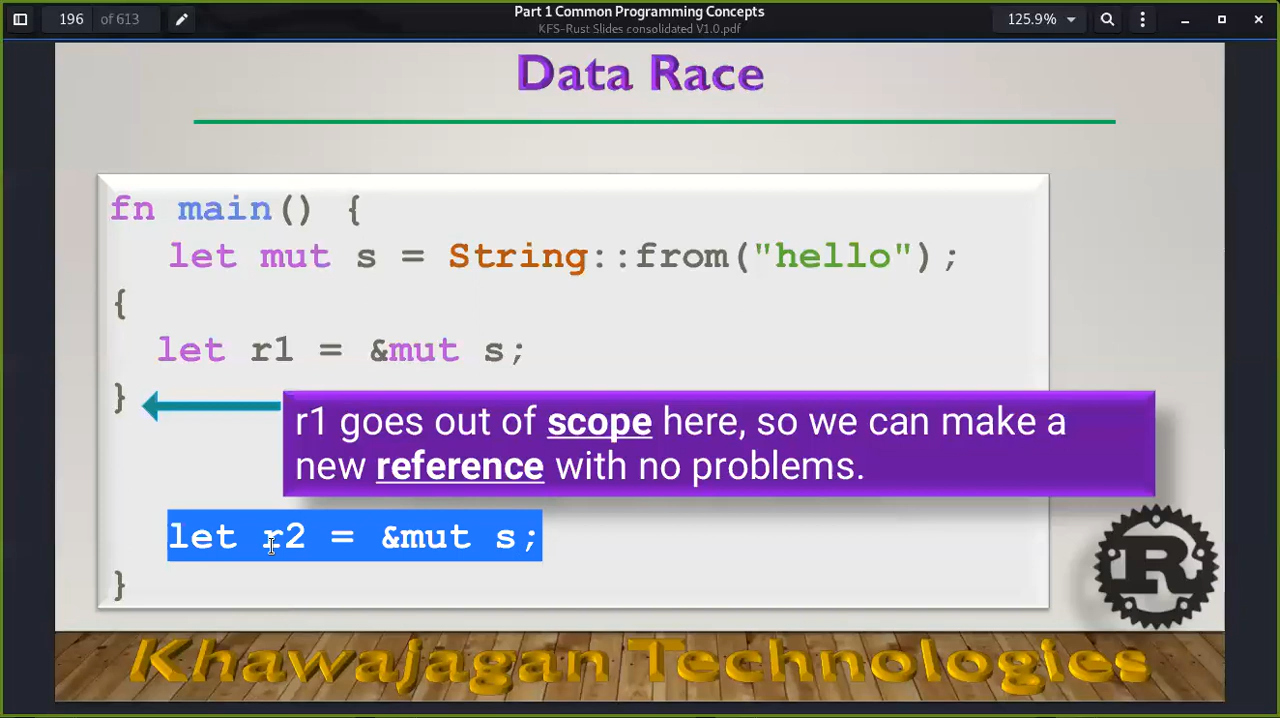 196 of 613
Part 1 Common Programming Concepts
KFS-Rust Slides consolidated V1.0.pdf
125.9%
Data Race
fn main() {
let mut s = String::from("hello");
{
let r1 = &mut s;
}
r1 goes out of scope here, so we can make a
new reference with no problems.
let r2 = &mut s;
}
R
Khawajagan Technologies